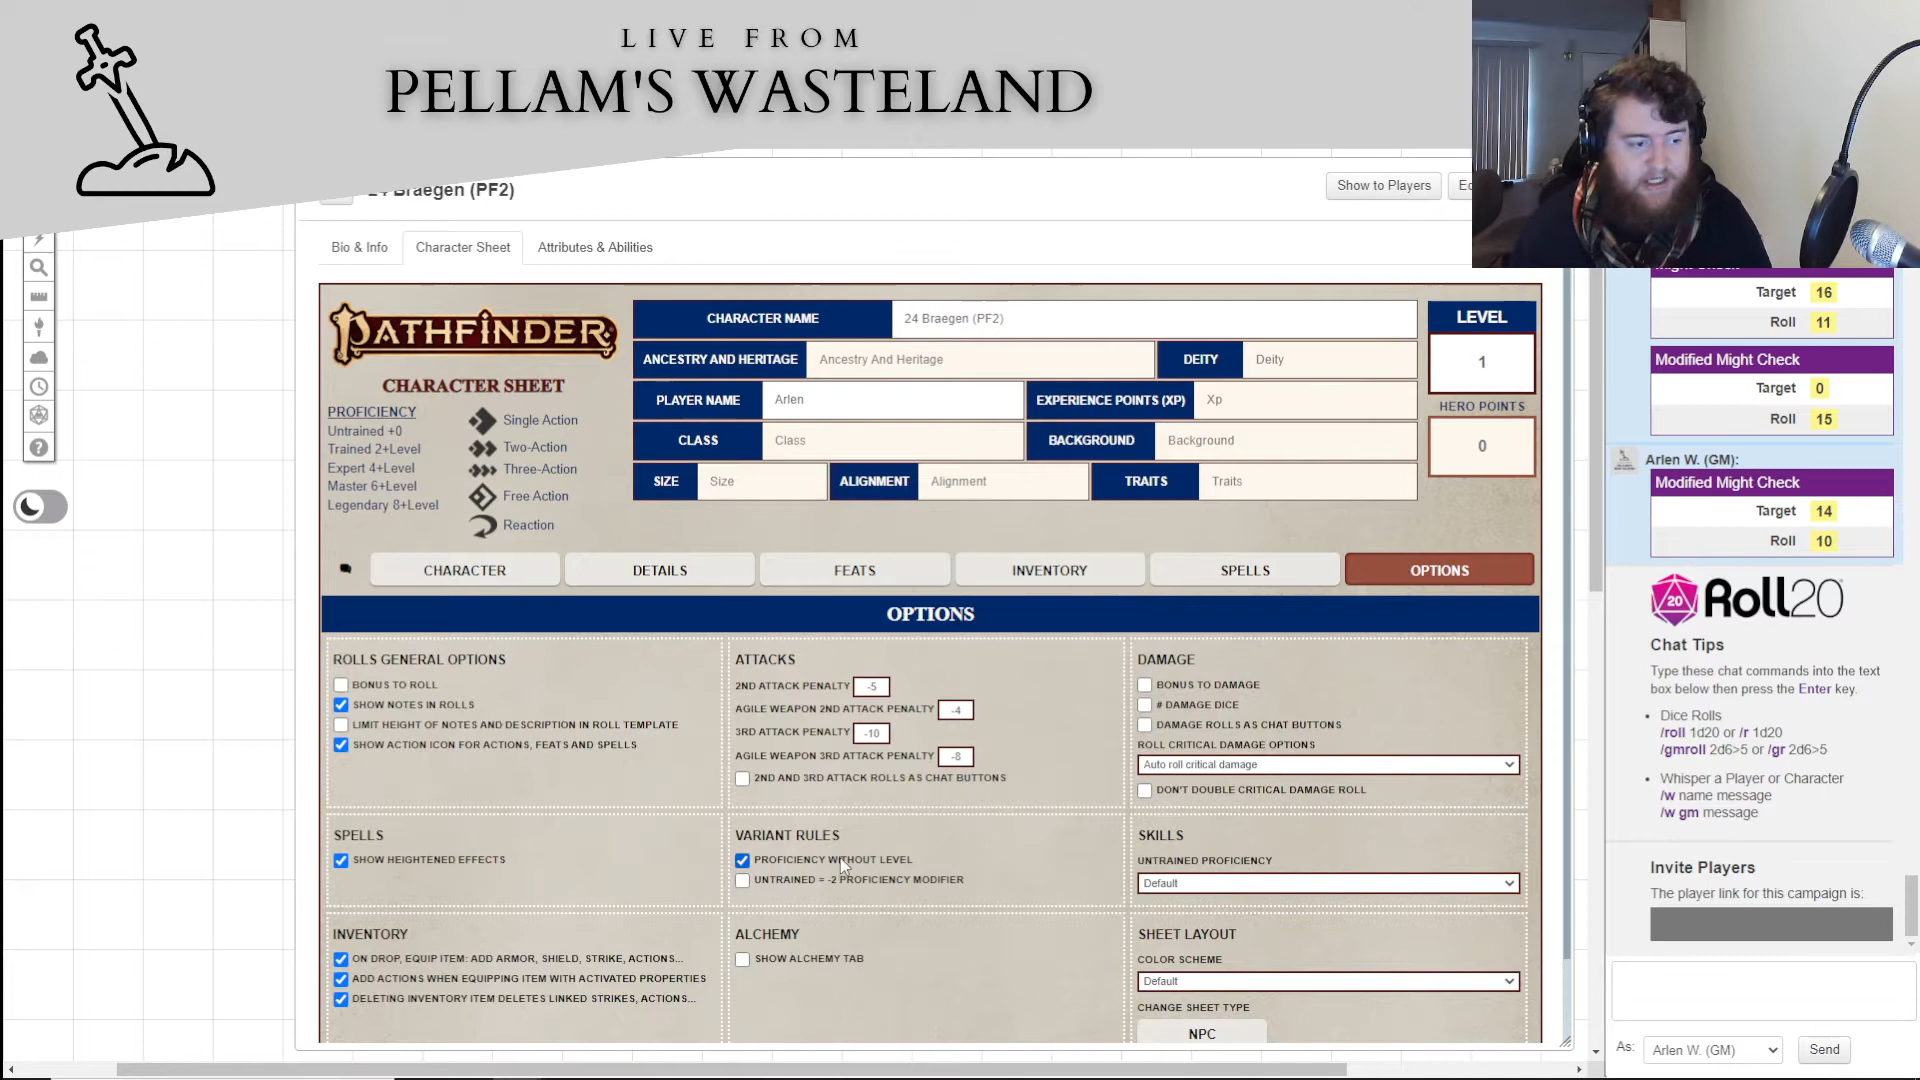 LIVE FROM
PELLAM'S WASTELAND
Braegen (PF2)
Show to Players
Bio & Info
Character Sheet
Attributes & Abilities
PATHFINDER
CHARACTER SHEET
PROFICIENCY
Untrained +0
Trained 2+Level
Expert 4+Level
Master 6+Level
Legendary 8+Level
Single Action
Two-Action
Three-Action
Free Action
Reaction
CHARACTER NAME 24 Braegen (PF2)
ANCESTRY AND HERITAGE Ancestry And Heritage DEITY Deity
PLAYER NAME Arlen EXPERIENCE POINTS (XP) Xp
CLASS Class BACKGROUND Background
SIZE Size ALIGNMENT Alignment TRAITS Traits
LEVEL
1
HERO POINTS
0
CHARACTER DETAILS FEATS INVENTORY SPELLS OPTIONS
OPTIONS
ROLLS GENERAL OPTIONS
BONUS TO ROLL
SHOW NOTES IN ROLLS
LIMIT HEIGHT OF NOTES AND DESCRIPTION IN ROLL TEMPLATE
SHOW ACTION ICON FOR ACTIONS, FEATS AND SPELLS
ATTACKS
2ND ATTACK PENALTY -5
AGILE WEAPON 2ND ATTACK PENALTY -4
3RD ATTACK PENALTY -10
AGILE WEAPON 3RD ATTACK PENALTY -8
2ND AND 3RD ATTACK ROLLS AS CHAT BUTTONS
DAMAGE
BONUS TO DAMAGE
# DAMAGE DICE
DAMAGE ROLLS AS CHAT BUTTONS
ROLL CRITICAL DAMAGE OPTIONS
Auto roll critical damage
DON'T DOUBLE CRITICAL DAMAGE ROLL
SPELLS
SHOW HEIGHTENED EFFECTS
VARIANT RULES
PROFICIENCY WITHOUT LEVEL
UNTRAINED = -2 PROFICIENCY MODIFIER
SKILLS
UNTRAINED PROFICIENCY
Default
INVENTORY
ON DROP, EQUIP ITEM: ADD ARMOR, SHIELD, STRIKE, ACTIONS...
ADD ACTIONS WHEN EQUIPPING ITEM WITH ACTIVATED PROPERTIES
DELETING INVENTORY ITEM DELETES LINKED STRIKES, ACTIONS...
ALCHEMY
SHOW ALCHEMY TAB
SHEET LAYOUT
COLOR SCHEME
Default
CHANGE SHEET TYPE
NPC
Target 16
Roll 11
Modified Might Check
Target 0
Roll 15
Arlen W. (GM):
Modified Might Check
Target 14
Roll 10
20 Roll20
Chat Tips
Type these chat commands into the text
box below then press the Enter key.
• Dice Rolls
/roll 1d20 or /r 1d20
/gmroll 2d6>5 or /gr 2d6>5
• Whisper a Player or Character
/w name message
/w gm message
Invite Players
The player link for this campaign is:
As: Arlen W. (GM) Send